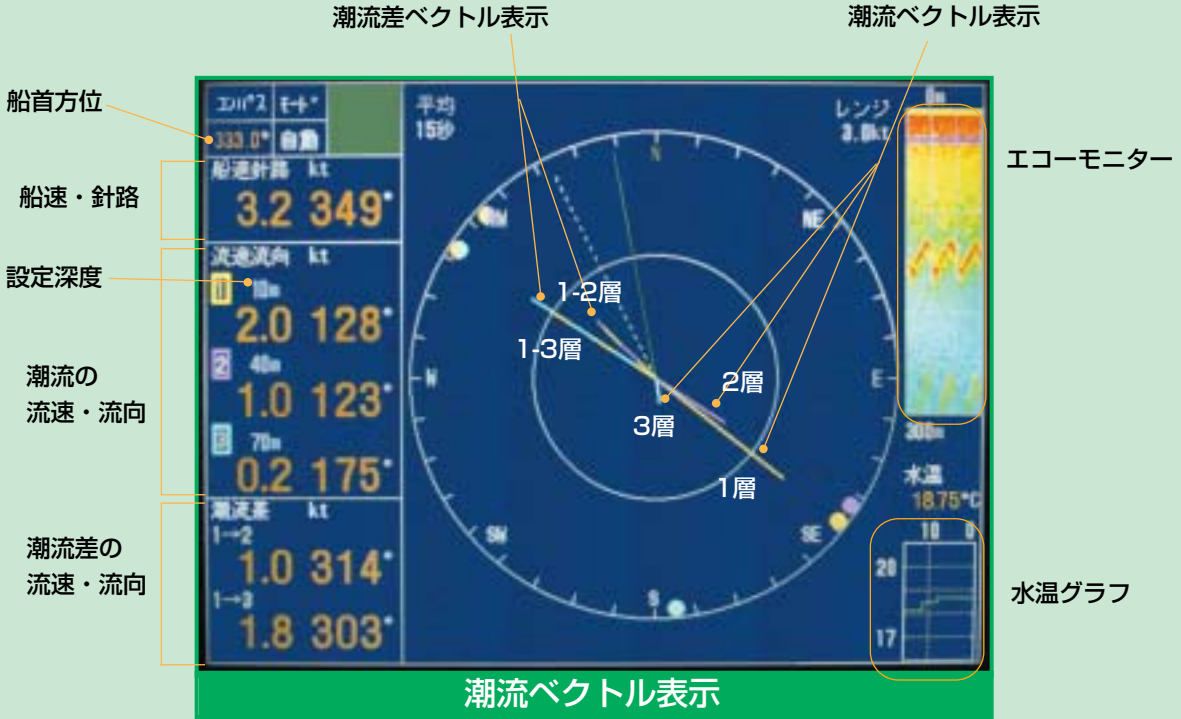 潮流差ベクトル表示
潮流ベクトル表示
船首方位
船速・針路
設定深度
潮流の
流速・流向
潮流差の
流速・流向
コンパス モード
333.0° 自動
船速針路 kt
3.2 349°
流速流向 kt
1 10m
2.0 128°
2 40m
1.0 123°
3 70m
0.2 175°
潮流差 kt
1→2
1.0 314°
1→3
1.8 303°
平均
15秒
レンジ
3.0kt
N
NW
NE
W
E
SW
SE
S
1-2層
1-3層
2層
3層
1層
0m
300m
水温
18.75°C
10 0
20
17
エコーモニター
水温グラフ
潮流ベクトル表示